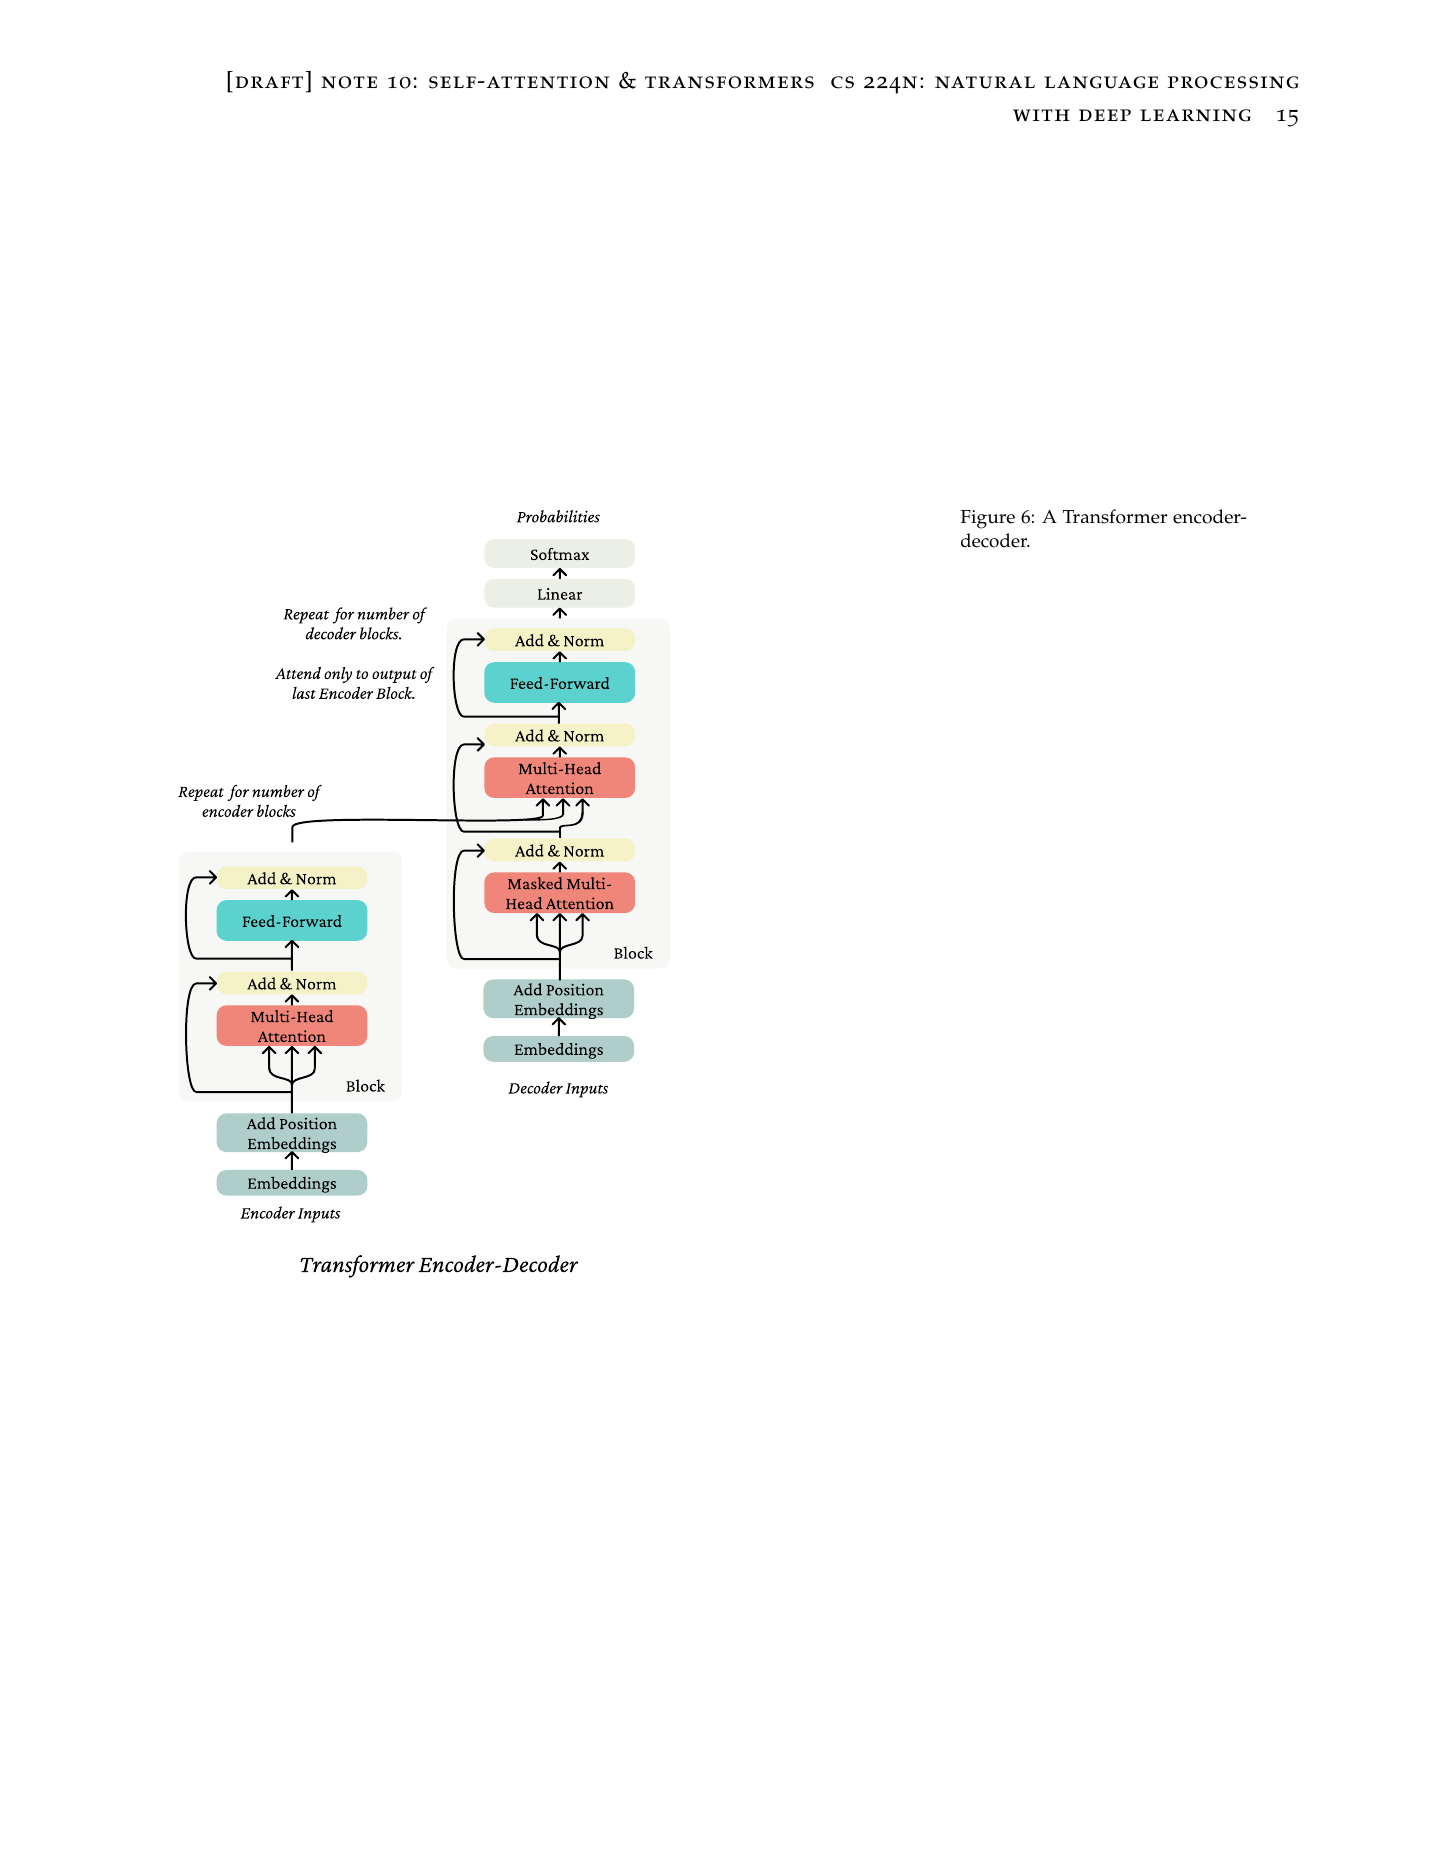 [DRAFT] NOTE 10: SELF-ATTENTION & TRANSFORMERS CS 224N: NATURAL LANGUAGE PROCESSING
WITH DEEP LEARNING 15
Probabilities
Softmax
Linear
Repeat for number of
decoder blocks.
Attend only to output of
last Encoder Block.
Add & Norm
Feed-Forward
Add & Norm
Multi-Head
Attention
Add & Norm
Masked Multi-
Head Attention
Block
Add Position
Embeddings
Embeddings
Decoder Inputs
Repeat for number of
encoder blocks
Add & Norm
Feed-Forward
Add & Norm
Multi-Head
Attention
Block
Add Position
Embeddings
Embeddings
Encoder Inputs
Transformer Encoder-Decoder
Figure 6: A Transformer encoder-
decoder.